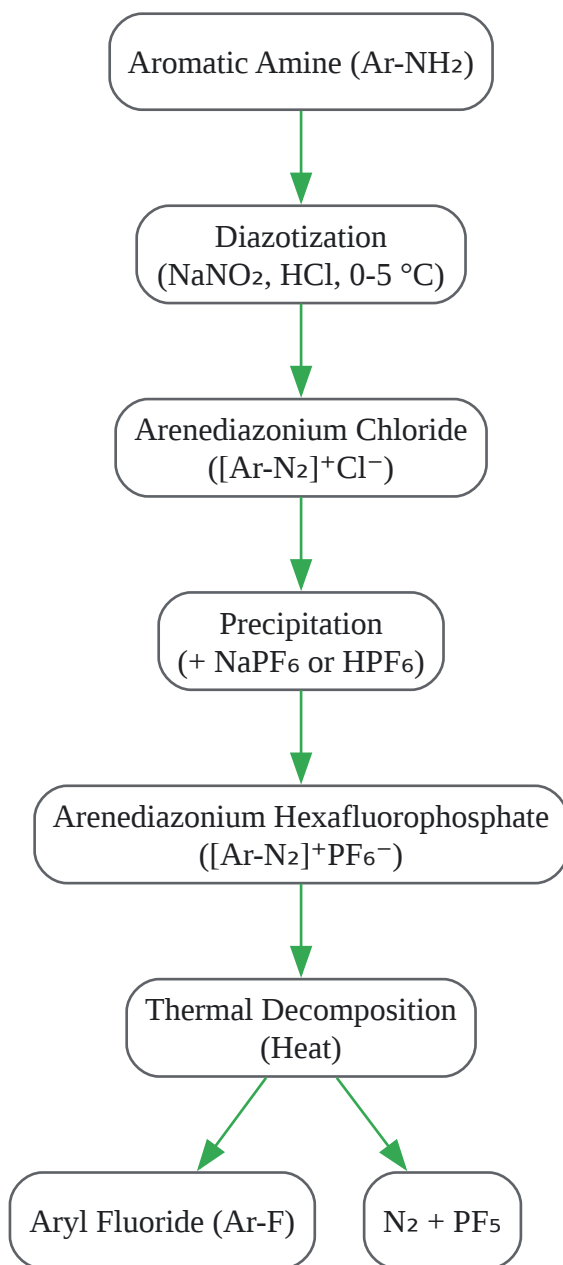 Aromatic Amine (Ar-NH₂)
Diazotization
(NaNO₂, HCl, 0-5 °C)
Arenediazonium Chloride
([Ar-N₂]⁺Cl⁻)
Precipitation
(+ NaPF₆ or HPF₆)
Arenediazonium Hexafluorophosphate
([Ar-N₂]⁺PF₆⁻)
Thermal Decomposition
(Heat)
Aryl Fluoride (Ar-F)
N₂ + PF₅